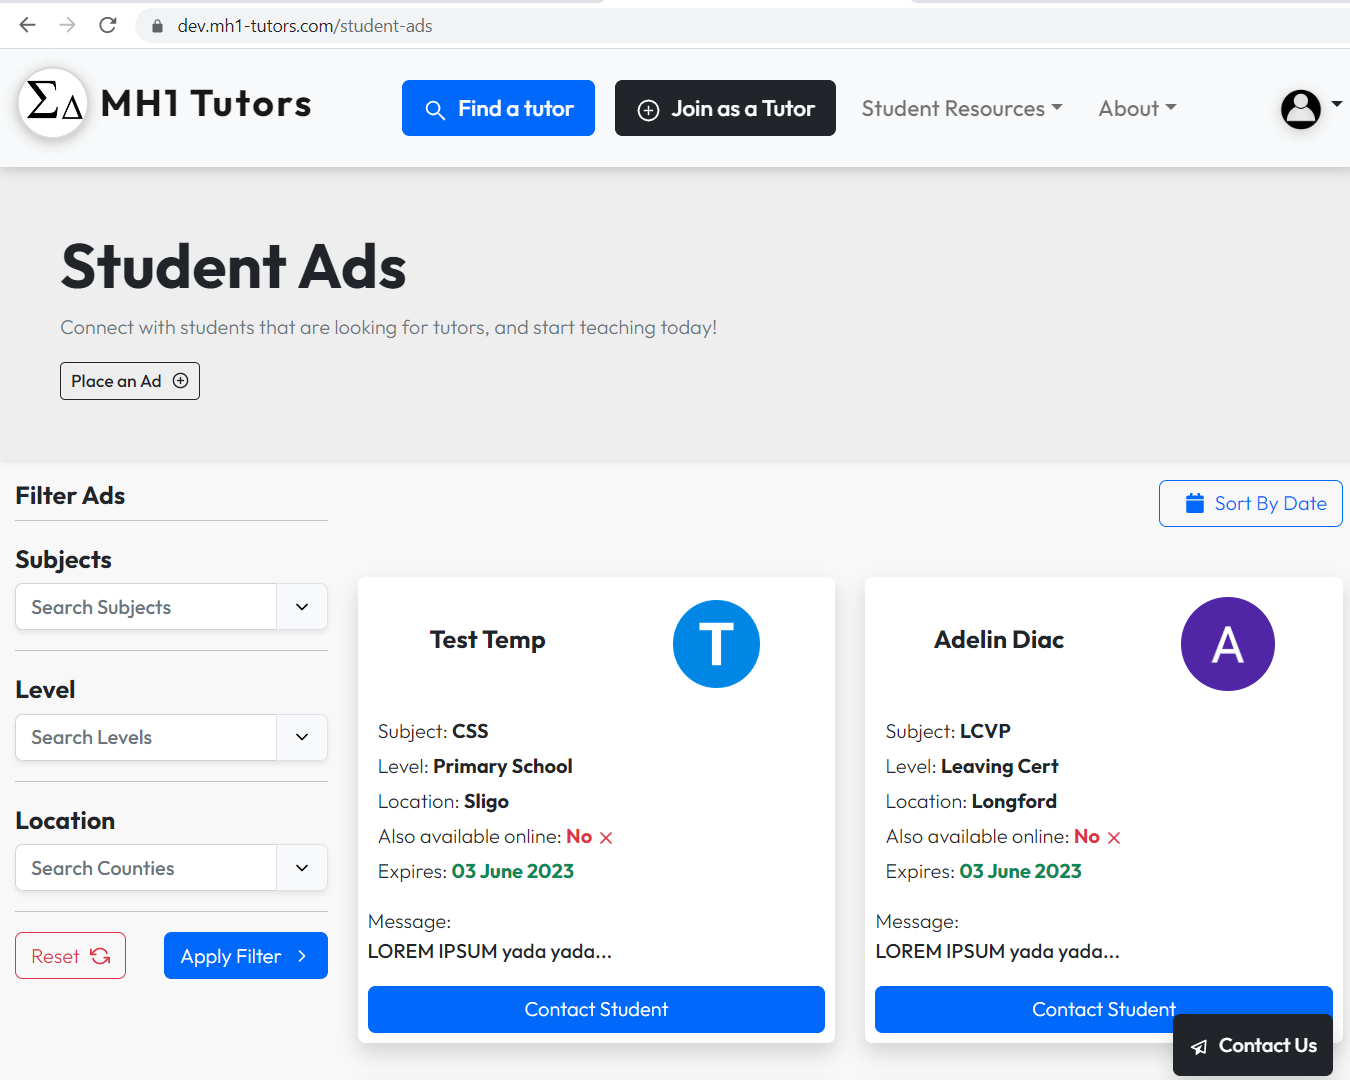 dev.mh1-tutors.com/student-ads
ΣΔ MH1 Tutors
Find a tutor
Join as a Tutor
Student Resources
About
Student Ads
Connect with students that are looking for tutors, and start teaching today!
Place an Ad
Filter Ads
Subjects
Search Subjects
Level
Search Levels
Location
Search Counties
Reset
Apply Filter
Sort By Date
Test Temp
T
Subject: CSS
Level: Primary School
Location: Sligo
Also available online: No
Expires: 03 June 2023
Message:
LOREM IPSUM yada yada...
Contact Student
Adelin Diac
A
Subject: LCVP
Level: Leaving Cert
Location: Longford
Also available online: No
Expires: 03 June 2023
Message:
LOREM IPSUM yada yada...
Contact Student
Contact Us